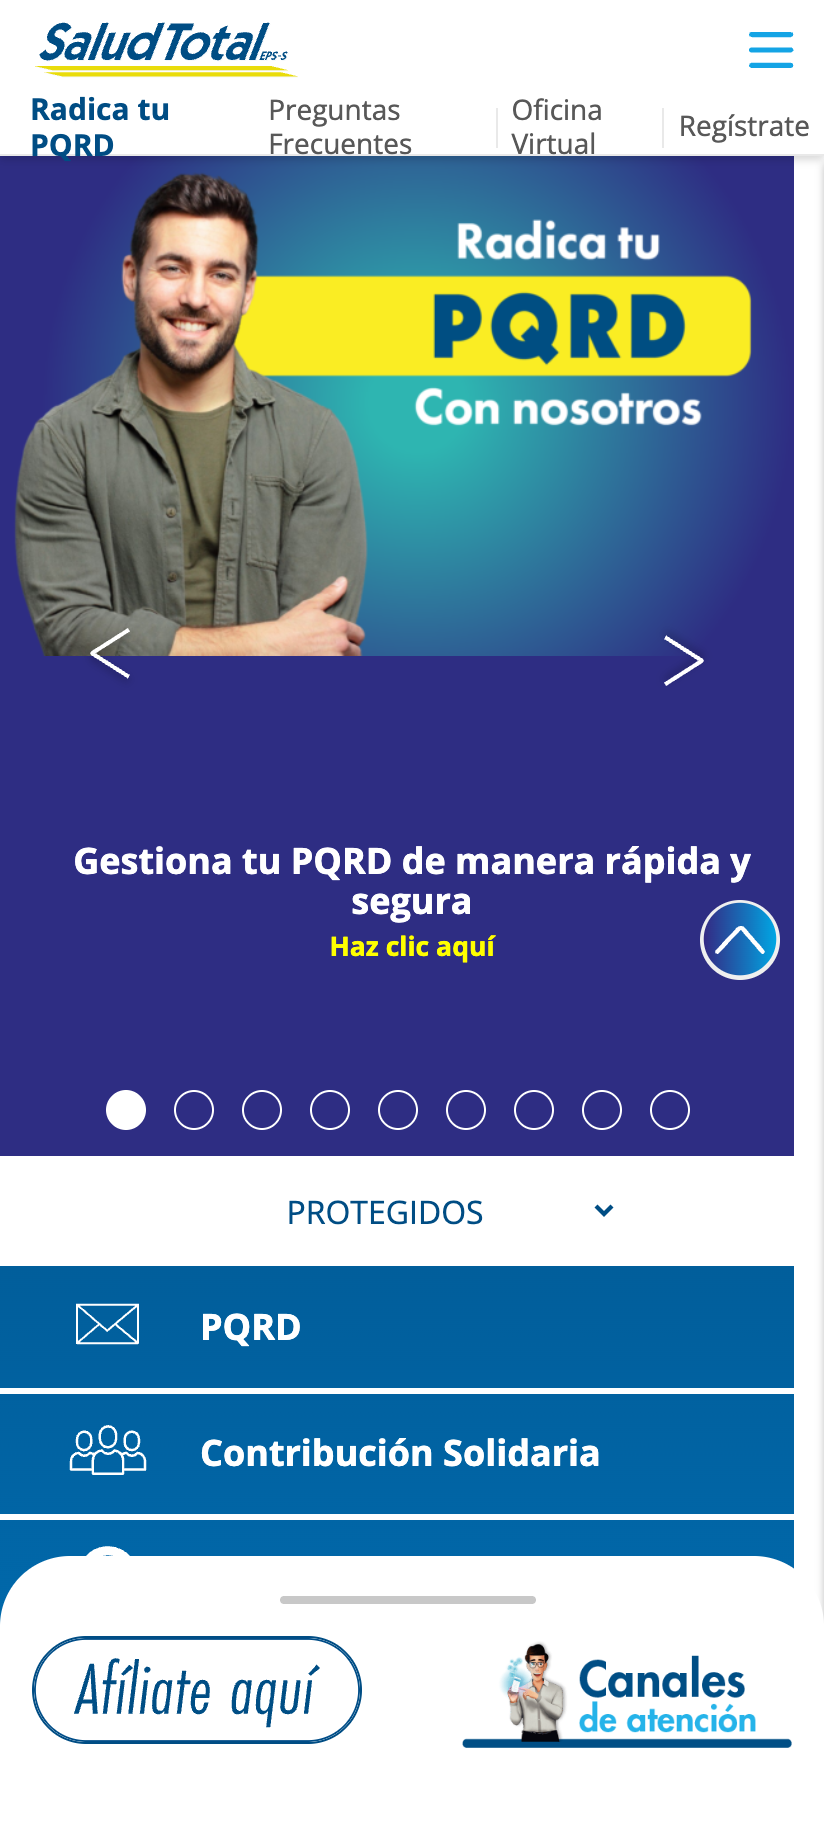 SaludTotal EPS-S
Radica tu
PQRD
Preguntas
Frecuentes
Oficina
Virtual
Regístrate
Radica tu
PQRD
Con nosotros
Gestiona tu PQRD de manera rápida y
segura
Haz clic aquí
PROTEGIDOS
PQRD
Contribución Solidaria
Afíliate aquí
Canales
de atención